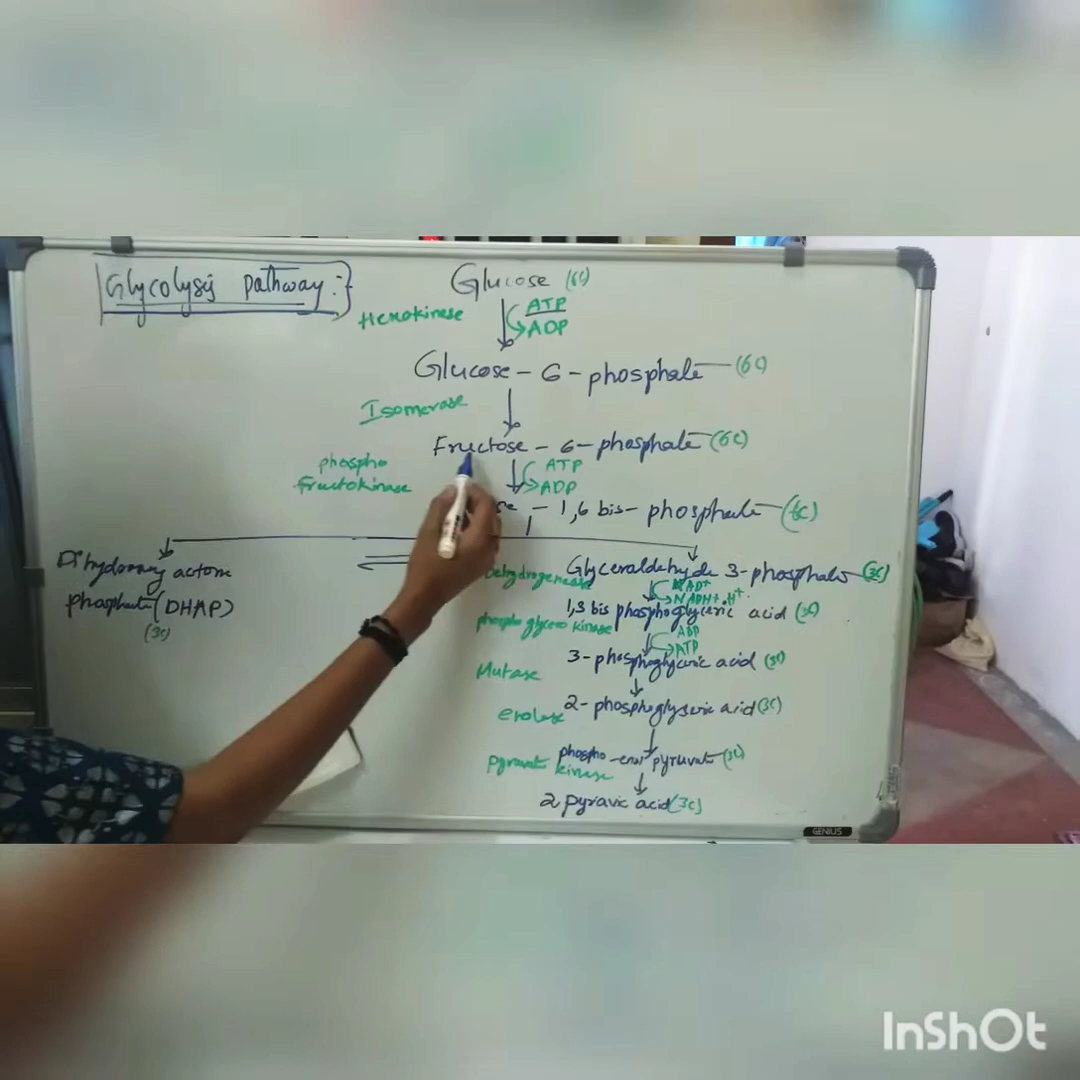 Glycolysis pathway:-
Glucose (6C)
Hexokinase
ATP
ADP
Glucose - 6 - phosphate (6C)
Isomerase
Fructose - 6 - phosphate (6C)
phospho
fructokinase
ATP
ADP
- 1,6 bis- phosphate (6C)
Dihydroxy acetone
phosphate (DHAP)
(3C)
Glyceraldehyde 3-phosphate (3C)
dehydrogenase
NAD+
NADH+.H+
1,3 bis phosphoglyceric acid (3C)
phospho glycero kinase
ADP
ATP
3-phosphoglyceric acid (3C)
Mutase
2-phosphoglyseric acid (3C)
enolase
phospho-enol pyruvate (3C)
pyruvate kinase
2 pyravic acid (3C)
GENIUS
InShOt